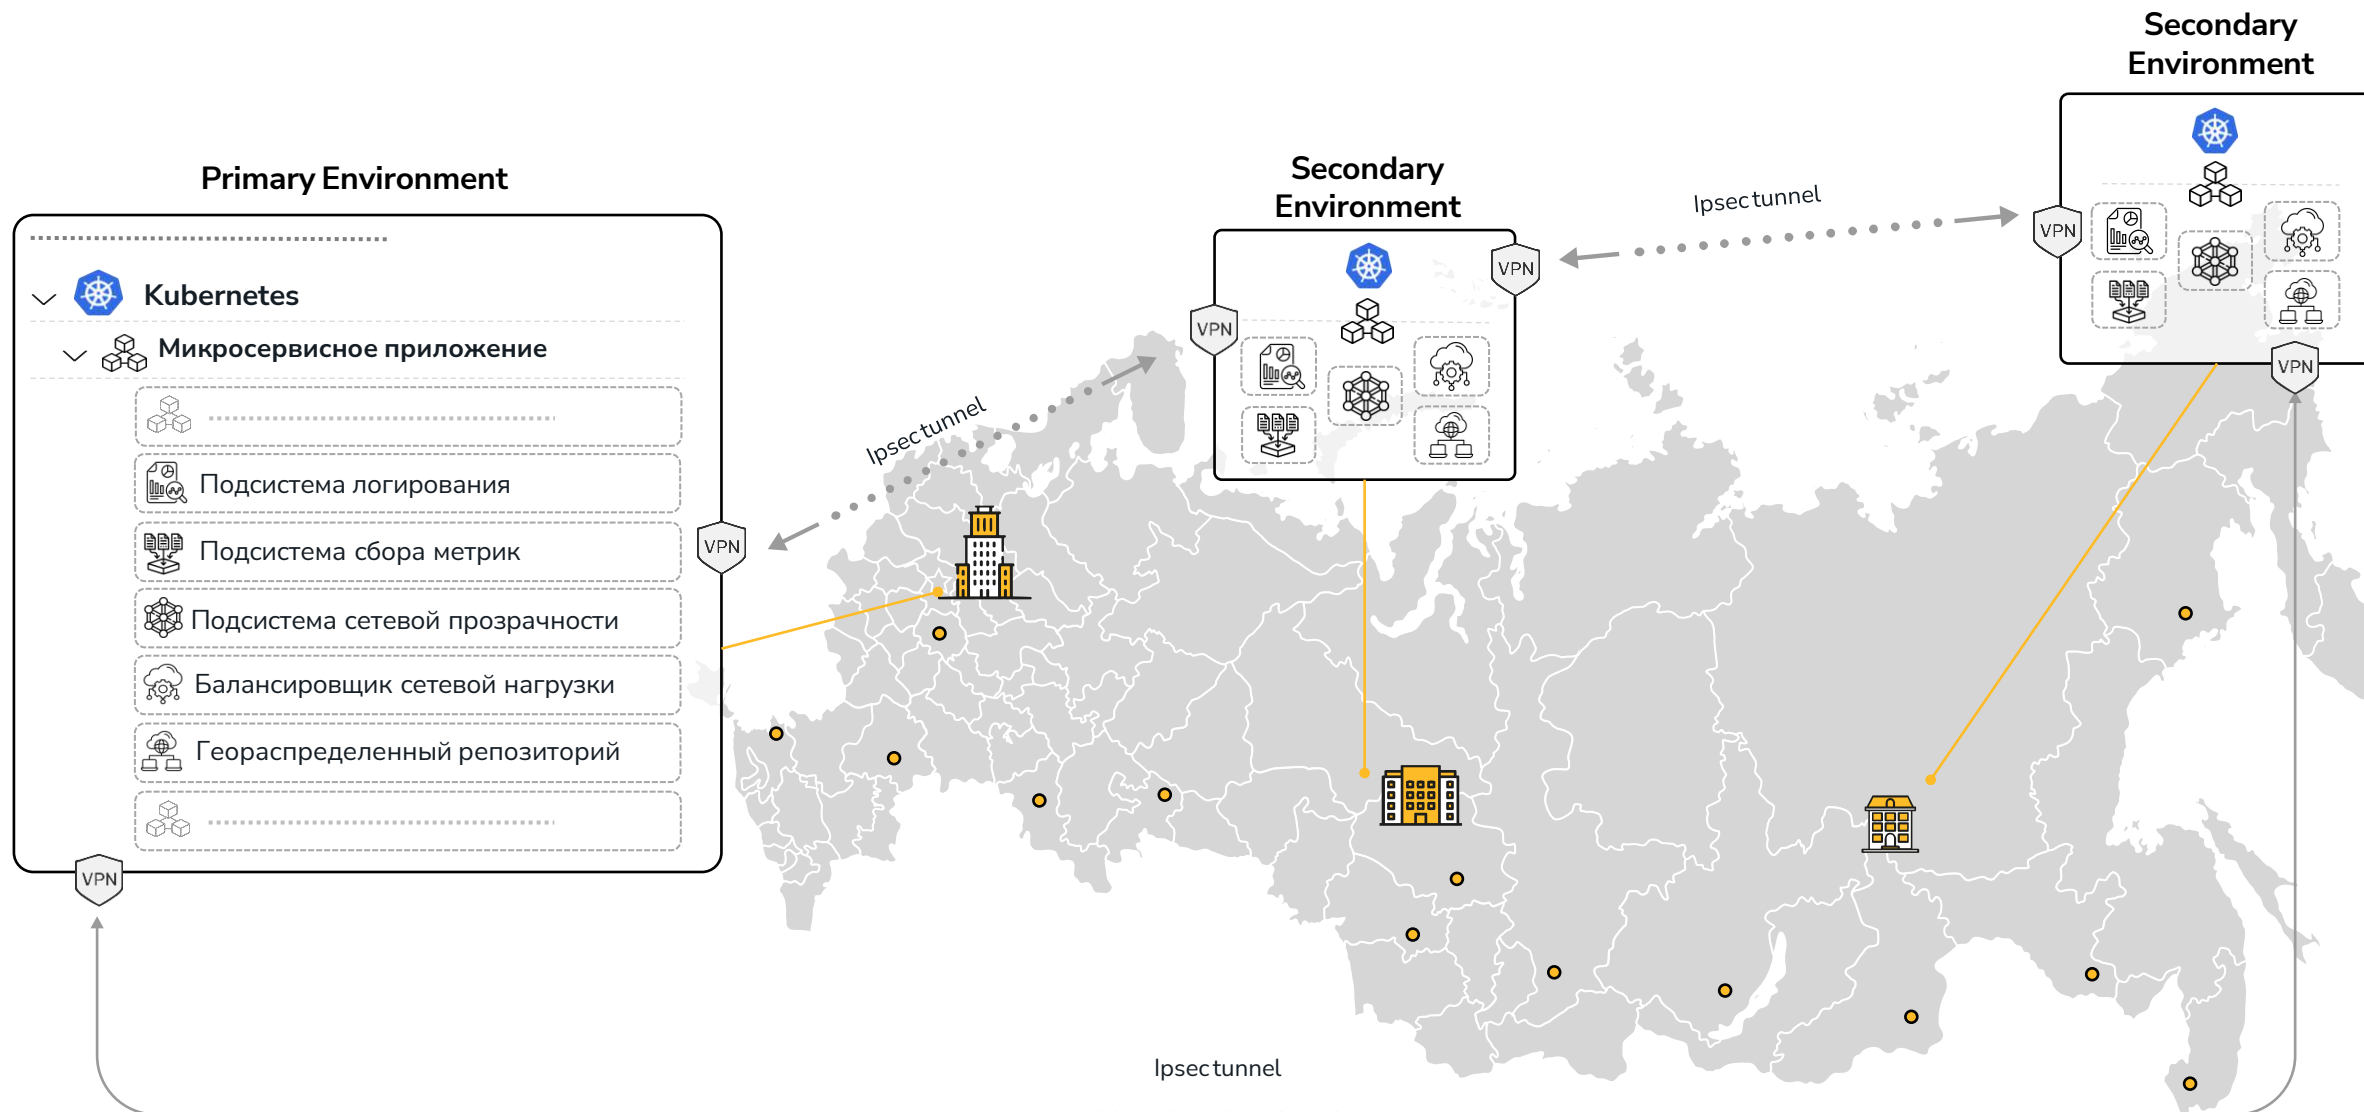 Secondary
Environment
Primary Environment
Secondary
Environment
Ipsec tunnel
VPN
VPN
VPN
VPN
Kubernetes
Микросервисное приложение
Ipsec tunnel
Подсистема логирования
Подсистема сбора метрик
VPN
Подсистема сетевой прозрачности
Балансировщик сетевой нагрузки
Геораспределенный репозиторий
VPN
Ipsec tunnel